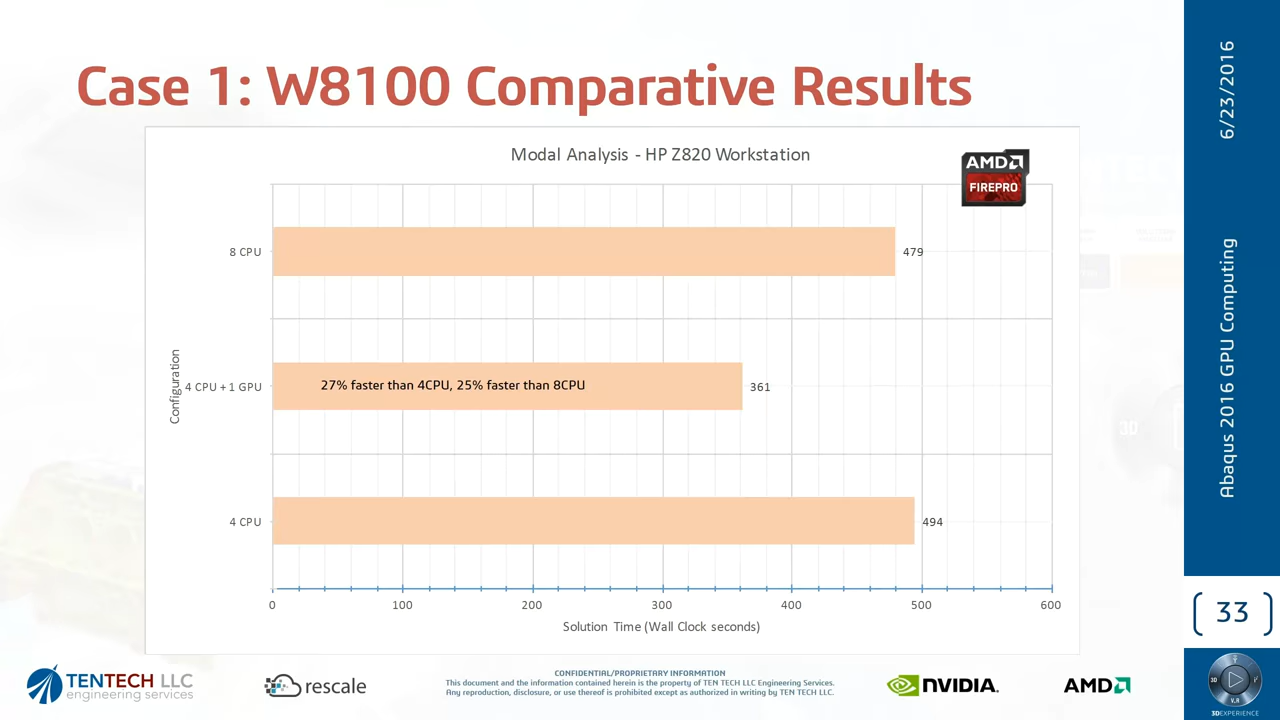 Case 1: W8100 Comparative Results
Modal Analysis - HP Z820 Workstation
AMD
FIREPRO
8 CPU
479
Configuration
4 CPU + 1 GPU
27% faster than 4CPU, 25% faster than 8CPU
361
4 CPU
494
0 100 200 300 400 500 600
Solution Time (Wall Clock seconds)
6/23/2016
Abaqus 2016 GPU Computing
33
TENTECH LLC
engineering services
rescale
CONFIDENTIAL/PROPRIETARY INFORMATION
This document and the information contained herein is the property of TEN TECH LLC Engineering Services.
Any reproduction, disclosure, or use thereof is prohibited except as authorized in writing by TEN TECH LLC.
NVIDIA.
AMD
3D
V.R
3DEXPERIENCE